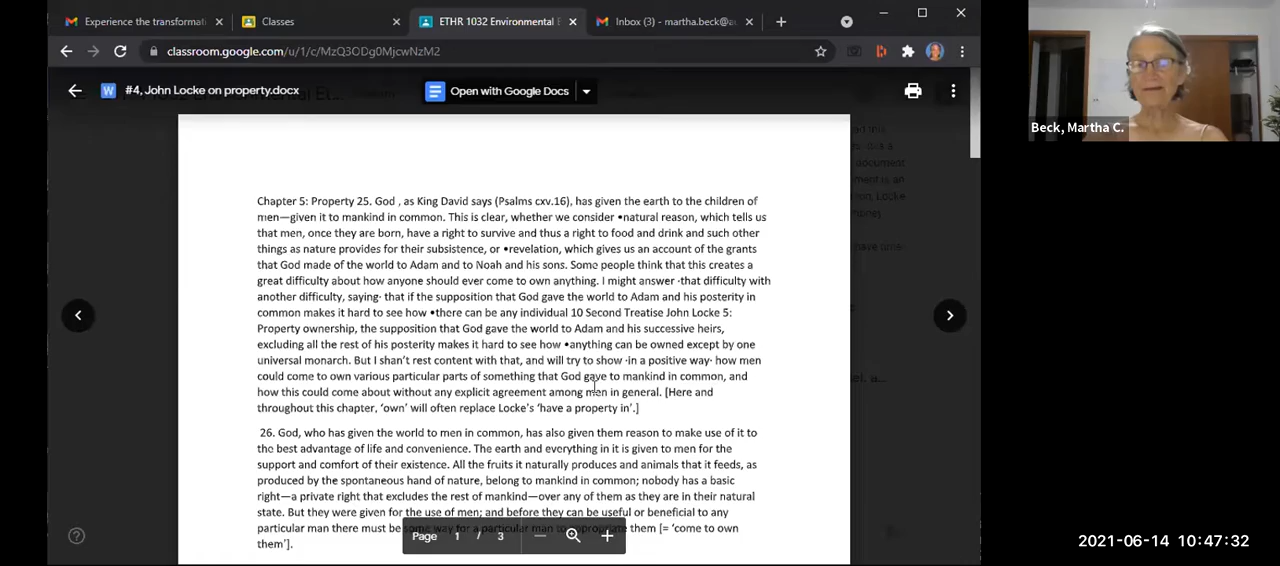 Experience the transformat
Classes
ETHR 1032 Environmental E
Inbox (3) - martha.beck@a
classroom.google.com/u/1/c/MzQ3ODg0MjcwNzM2
#4, John Locke on property.docx
Open with Google Docs
Beck, Martha C.
Chapter 5: Property 25. God , as King David says (Psalms cxv.16), has given the earth to the children of
men—given it to mankind in common. This is clear, whether we consider •natural reason, which tells us
that men, once they are born, have a right to survive and thus a right to food and drink and such other
things as nature provides for their subsistence, or •revelation, which gives us an account of the grants
that God made of the world to Adam and to Noah and his sons. Some people think that this creates a
great difficulty about how anyone should ever come to own anything. I might answer ·that difficulty with
another difficulty, saying· that if the supposition that God gave the world to Adam and his posterity in
common makes it hard to see how •there can be any individual 10 Second Treatise John Locke 5:
Property ownership, the supposition that God gave the world to Adam and his successive heirs,
excluding all the rest of his posterity makes it hard to see how •anything can be owned except by one
universal monarch. But I shan't rest content with that, and will try to show ·in a positive way· how men
could come to own various particular parts of something that God gave to mankind in common, and
how this could come about without any explicit agreement among men in general. [Here and
throughout this chapter, 'own' will often replace Locke's 'have a property in'.]
26. God, who has given the world to men in common, has also given them reason to make use of it to
the best advantage of life and convenience. The earth and everything in it is given to men for the
support and comfort of their existence. All the fruits it naturally produces and animals that it feeds, as
produced by the spontaneous hand of nature, belong to mankind in common; nobody has a basic
right—a private right that excludes the rest of mankind—over any of them as they are in their natural
state. But they were given for the use of men; and before they can be useful or beneficial to any
particular man there must be some way for a particular man to appropriate them [= 'come to own
them'].
Page 1 / 3
2021-06-14 10:47:32